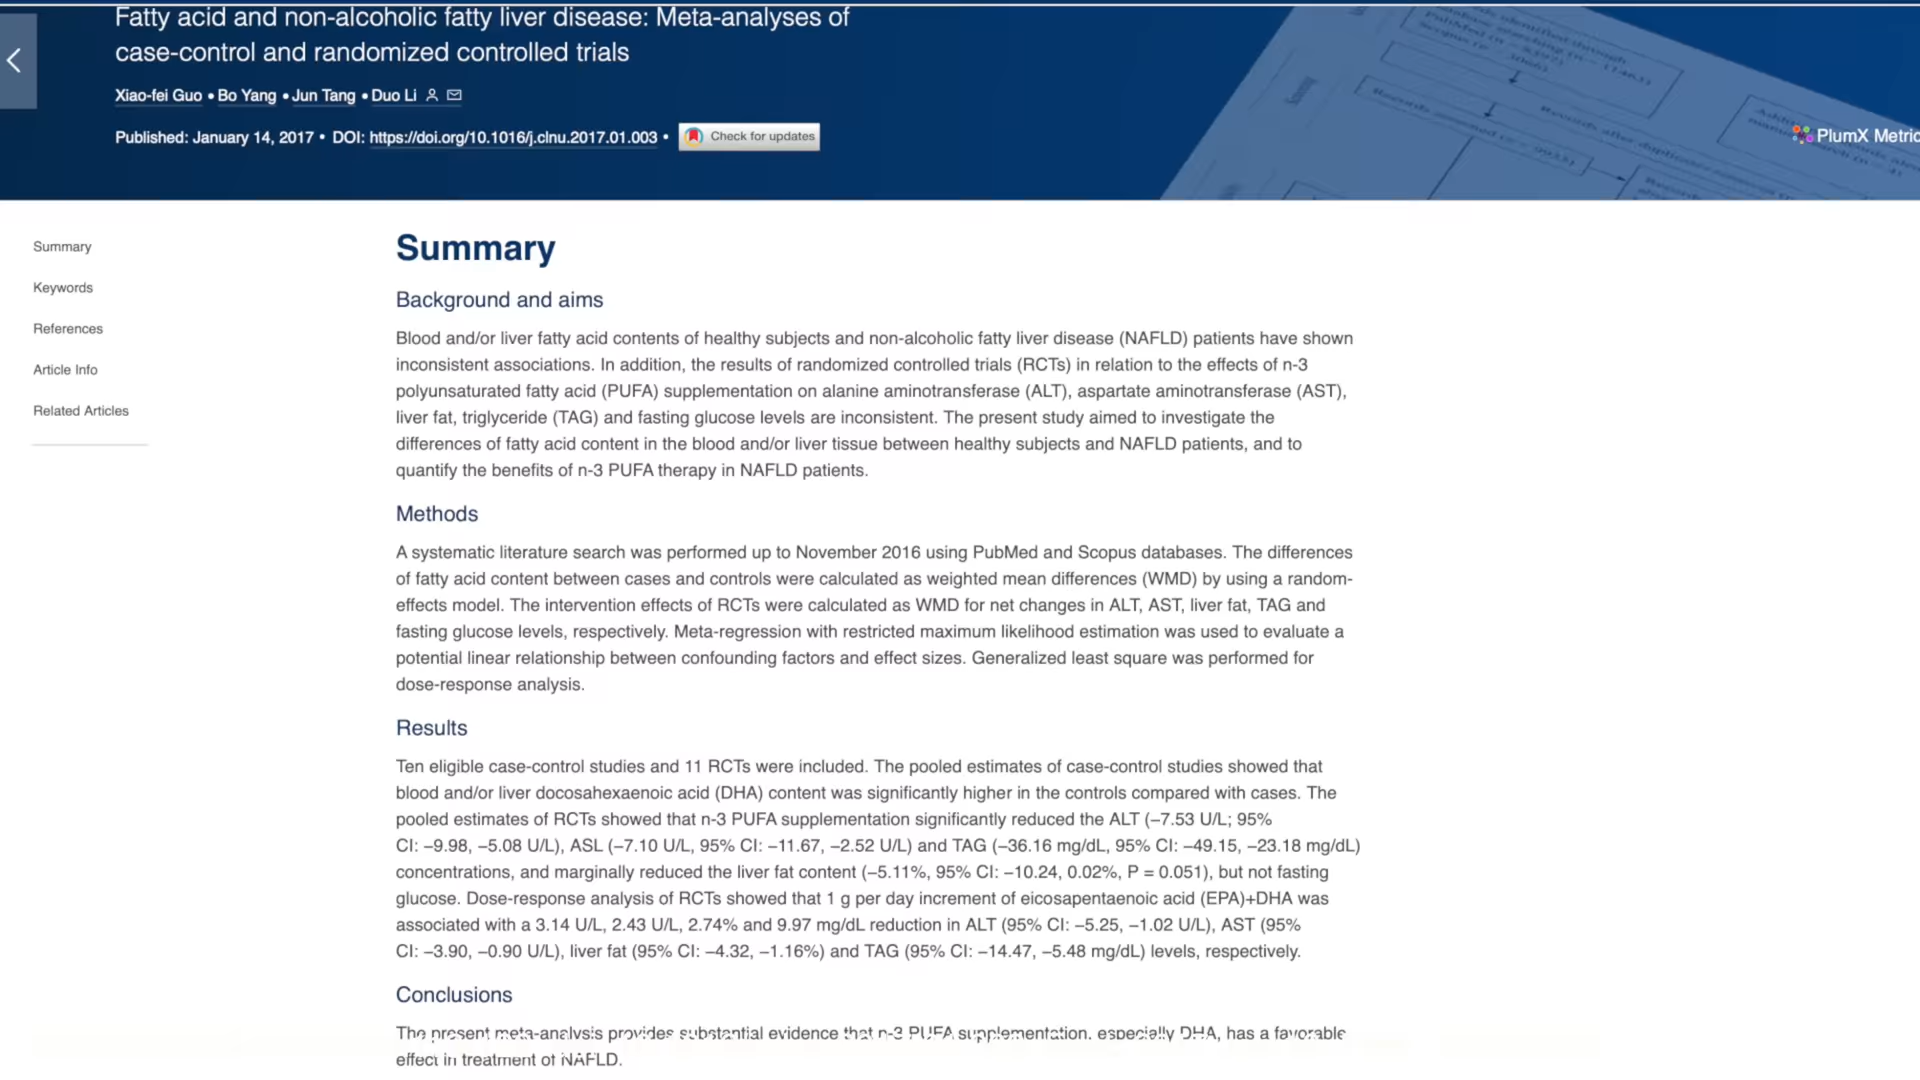 Fatty acid and non-alcoholic fatty liver disease: Meta-analyses of
case-control and randomized controlled trials
Xiao-fei Guo • Bo Yang • Jun Tang • Duo Li
Published: January 14, 2017 • DOI: https://doi.org/10.1016/j.clnu.2017.01.003 •
Check for updates
PlumX Metric
Summary
Keywords
References
Article Info
Related Articles
Summary
Background and aims
Blood and/or liver fatty acid contents of healthy subjects and non-alcoholic fatty liver disease (NAFLD) patients have shown
inconsistent associations. In addition, the results of randomized controlled trials (RCTs) in relation to the effects of n-3
polyunsaturated fatty acid (PUFA) supplementation on alanine aminotransferase (ALT), aspartate aminotransferase (AST),
liver fat, triglyceride (TAG) and fasting glucose levels are inconsistent. The present study aimed to investigate the
differences of fatty acid content in the blood and/or liver tissue between healthy subjects and NAFLD patients, and to
quantify the benefits of n-3 PUFA therapy in NAFLD patients.
Methods
A systematic literature search was performed up to November 2016 using PubMed and Scopus databases. The differences
of fatty acid content between cases and controls were calculated as weighted mean differences (WMD) by using a random-
effects model. The intervention effects of RCTs were calculated as WMD for net changes in ALT, AST, liver fat, TAG and
fasting glucose levels, respectively. Meta-regression with restricted maximum likelihood estimation was used to evaluate a
potential linear relationship between confounding factors and effect sizes. Generalized least square was performed for
dose-response analysis.
Results
Ten eligible case-control studies and 11 RCTs were included. The pooled estimates of case-control studies showed that
blood and/or liver docosahexaenoic acid (DHA) content was significantly higher in the controls compared with cases. The
pooled estimates of RCTs showed that n-3 PUFA supplementation significantly reduced the ALT (−7.53 U/L; 95%
CI: −9.98, −5.08 U/L), ASL (−7.10 U/L, 95% CI: −11.67, −2.52 U/L) and TAG (−36.16 mg/dL, 95% CI: −49.15, −23.18 mg/dL)
concentrations, and marginally reduced the liver fat content (−5.11%, 95% CI: −10.24, 0.02%, P = 0.051), but not fasting
glucose. Dose-response analysis of RCTs showed that 1 g per day increment of eicosapentaenoic acid (EPA)+DHA was
associated with a 3.14 U/L, 2.43 U/L, 2.74% and 9.97 mg/dL reduction in ALT (95% CI: −5.25, −1.02 U/L), AST (95%
CI: −3.90, −0.90 U/L), liver fat (95% CI: −4.32, −1.16%) and TAG (95% CI: −14.47, −5.48 mg/dL) levels, respectively.
Conclusions
The present meta-analysis provides substantial evidence that n-3 PUFA supplementation, especially DHA, has a favorable
effect in treatment of NAFLD.